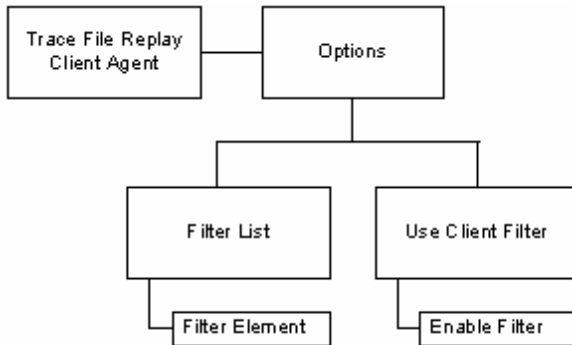 Trace File Replay
Client Agent
Options
Filter List
Use Client Filter
Filter Element
Enable Filter